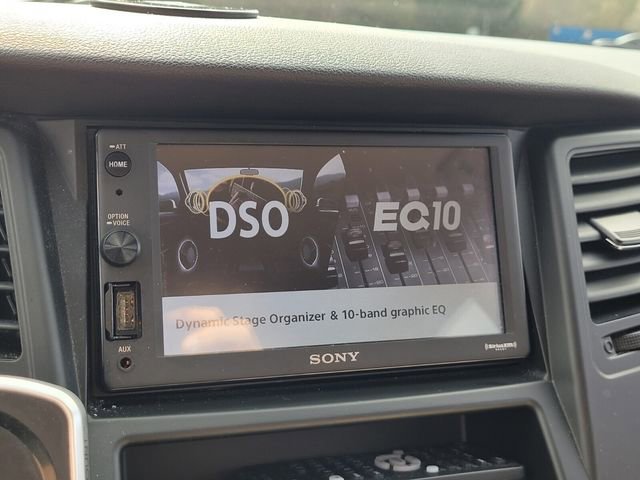 ATT
HOME
OPTION
VOICE
DSO
EQ10
Dynamic Stage Organizer & 10-band graphic EQ
AUX
SONY